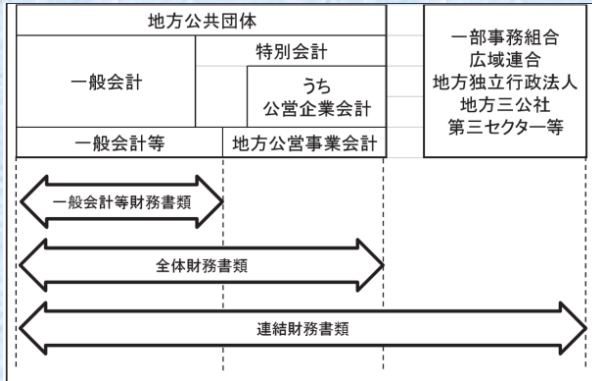 地方公共団体
一般会計
特別会計
うち
公営企業会計
一般会計等
地方公営事業会計
一部事務組合
広域連合
地方独立行政法人
地方三公社
第三セクター等
一般会計等財務書類
全体財務書類
連結財務書類